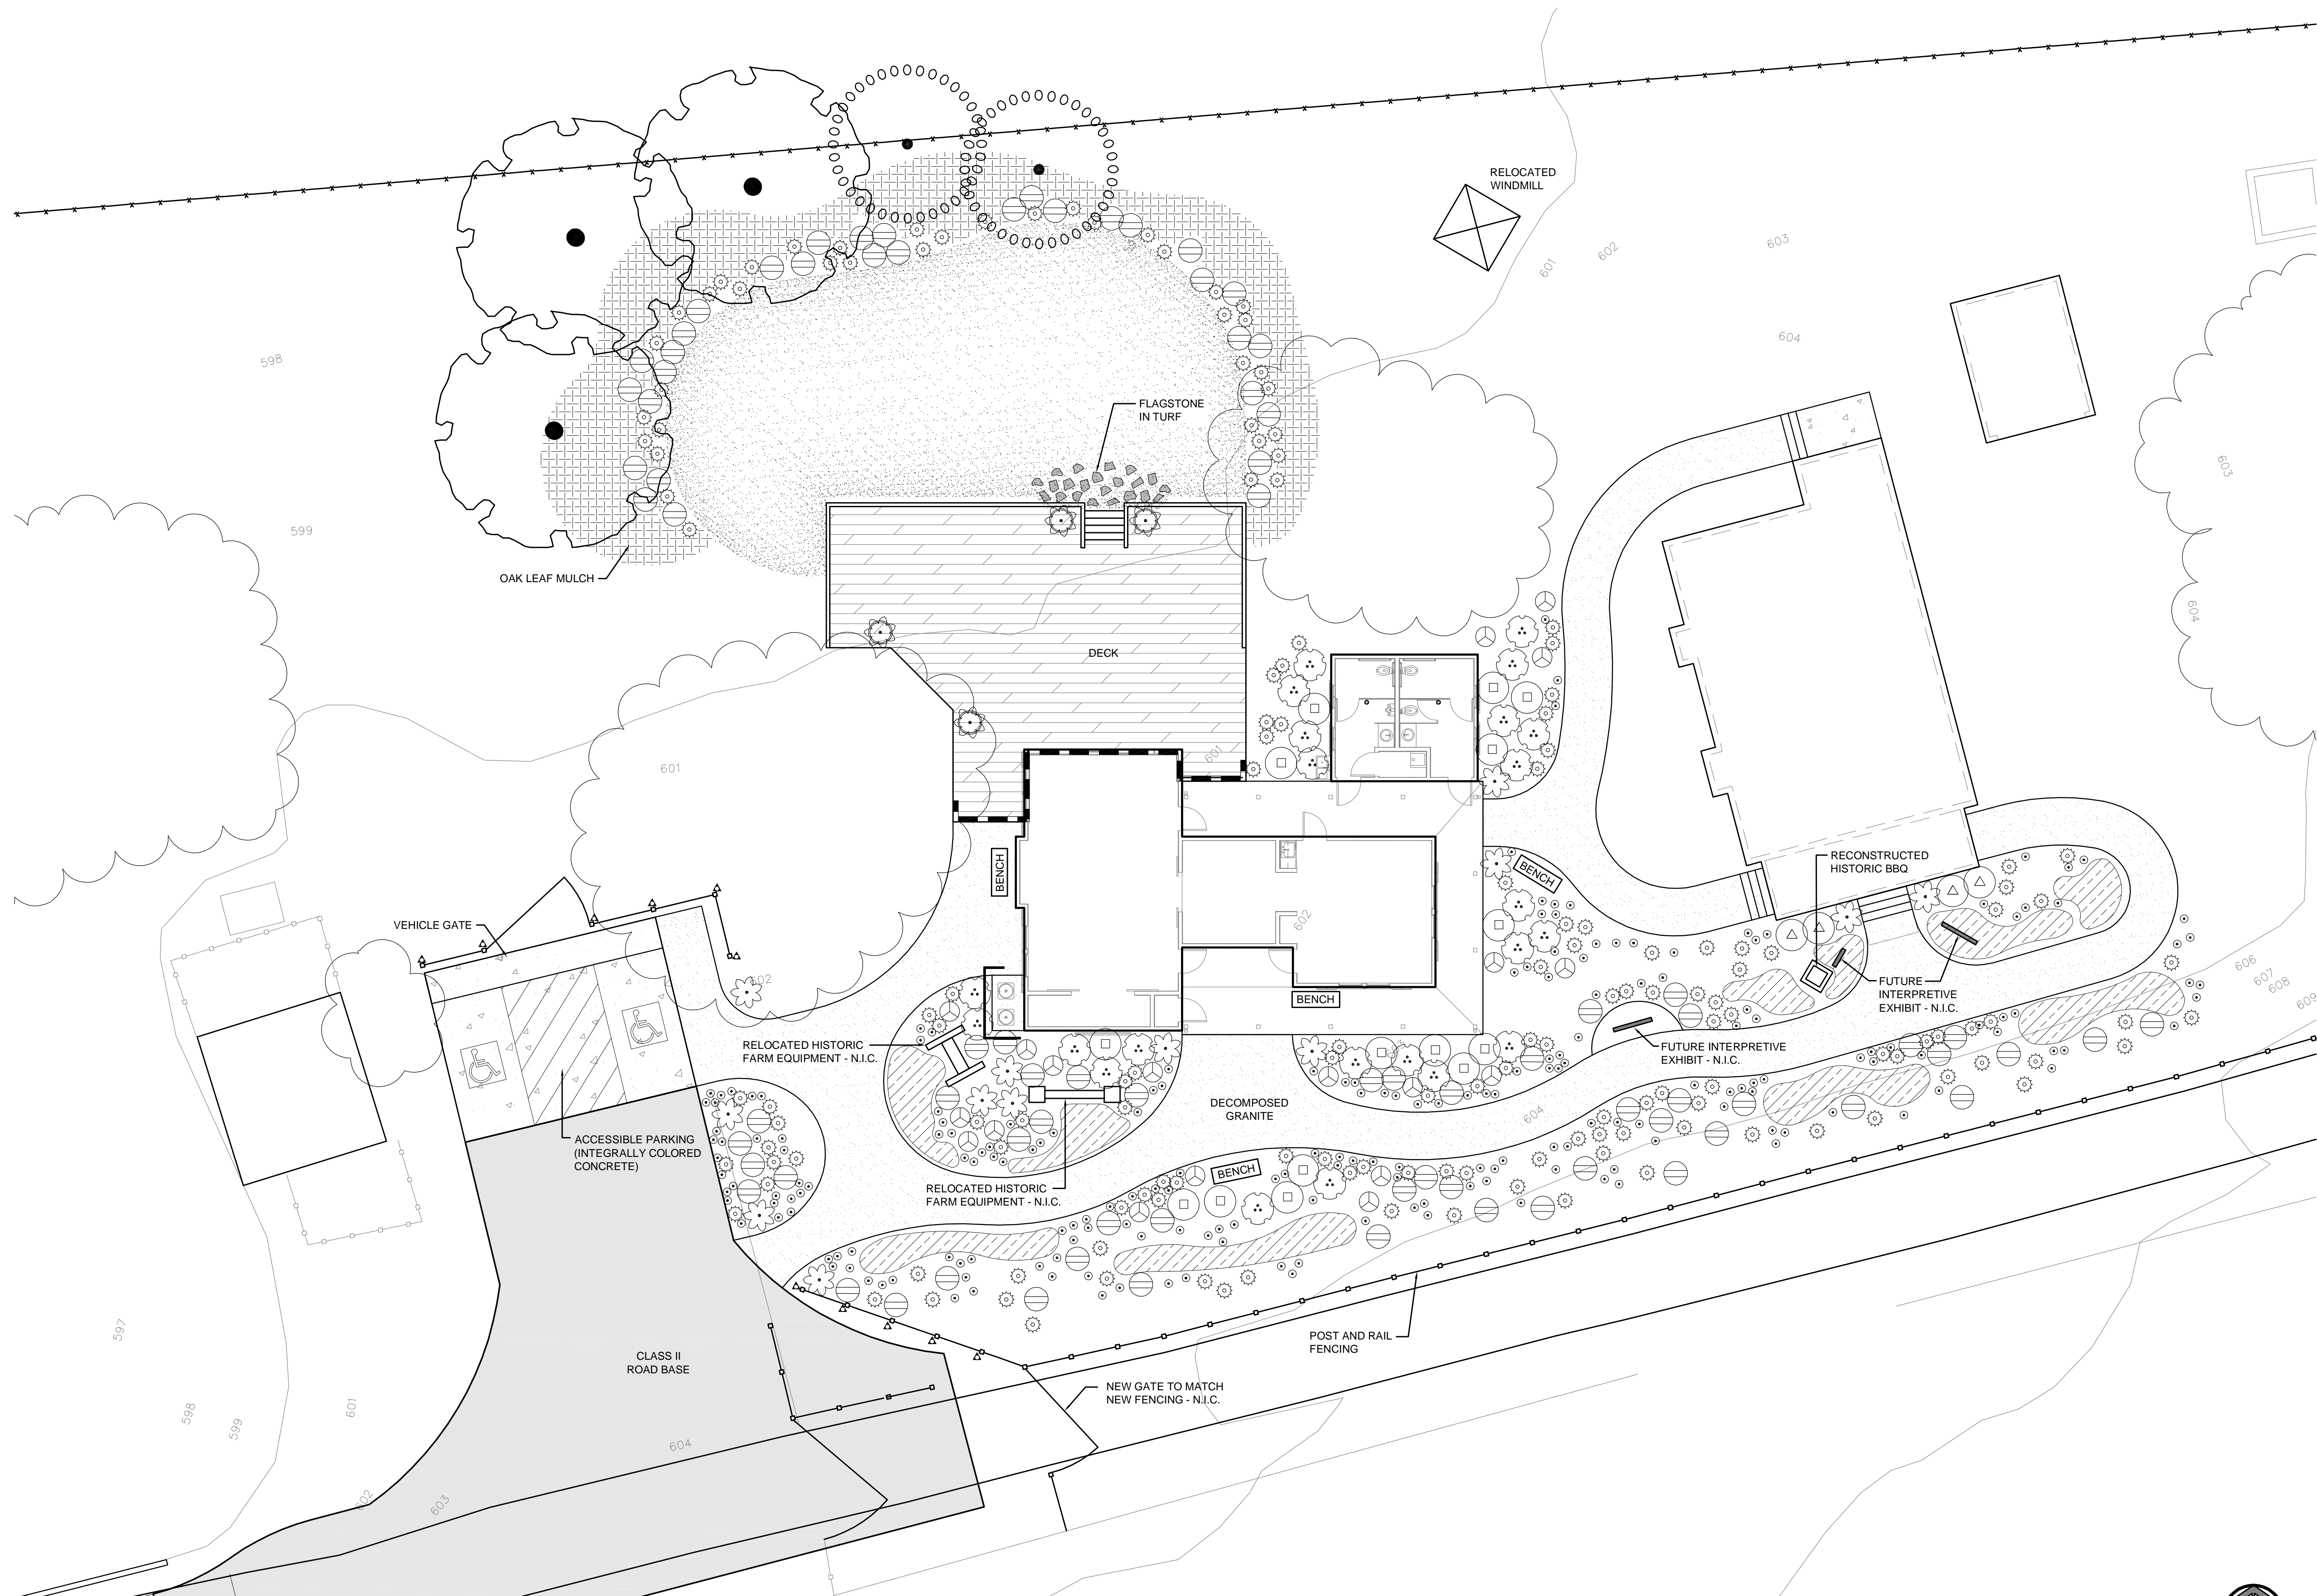 RELOCATED
WINDMILL
601
602
603
604
598
FLAGSTONE
IN TURF
599
603
OAK LEAF MULCH
604
DECK
601
601
RECONSTRUCTED
HISTORIC BBQ
BENCH
BENCH
602
VEHICLE GATE
602
FUTURE
INTERPRETIVE
EXHIBIT - N.I.C.
606
607
608
609
BENCH
RELOCATED HISTORIC
FARM EQUIPMENT - N.I.C.
FUTURE INTERPRETIVE
EXHIBIT - N.I.C.
DECOMPOSED
GRANITE
604
ACCESSIBLE PARKING
(INTEGRALLY COLORED
CONCRETE)
BENCH
RELOCATED HISTORIC
FARM EQUIPMENT - N.I.C.
597
POST AND RAIL
FENCING
CLASS II
ROAD BASE
NEW GATE TO MATCH
NEW FENCING - N.I.C.
598
599
601
604
602
603